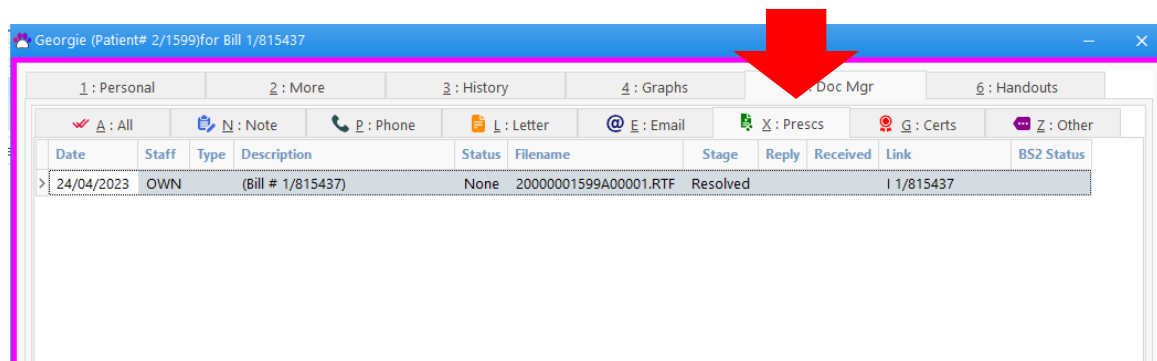 Georgie (Patient# 2/1599)for Bill 1/815437
1 : Personal 2 : More 3 : History 4 : Graphs : Doc Mgr 6 : Handouts
A : All N : Note P : Phone L : Letter E : Email X : Prescs G : Certs Z : Other
Date Staff Type Description Status Filename Stage Reply Received Link BS2 Status
24/04/2023 OWN (Bill # 1/815437) None 20000001599A00001.RTF Resolved I 1/815437